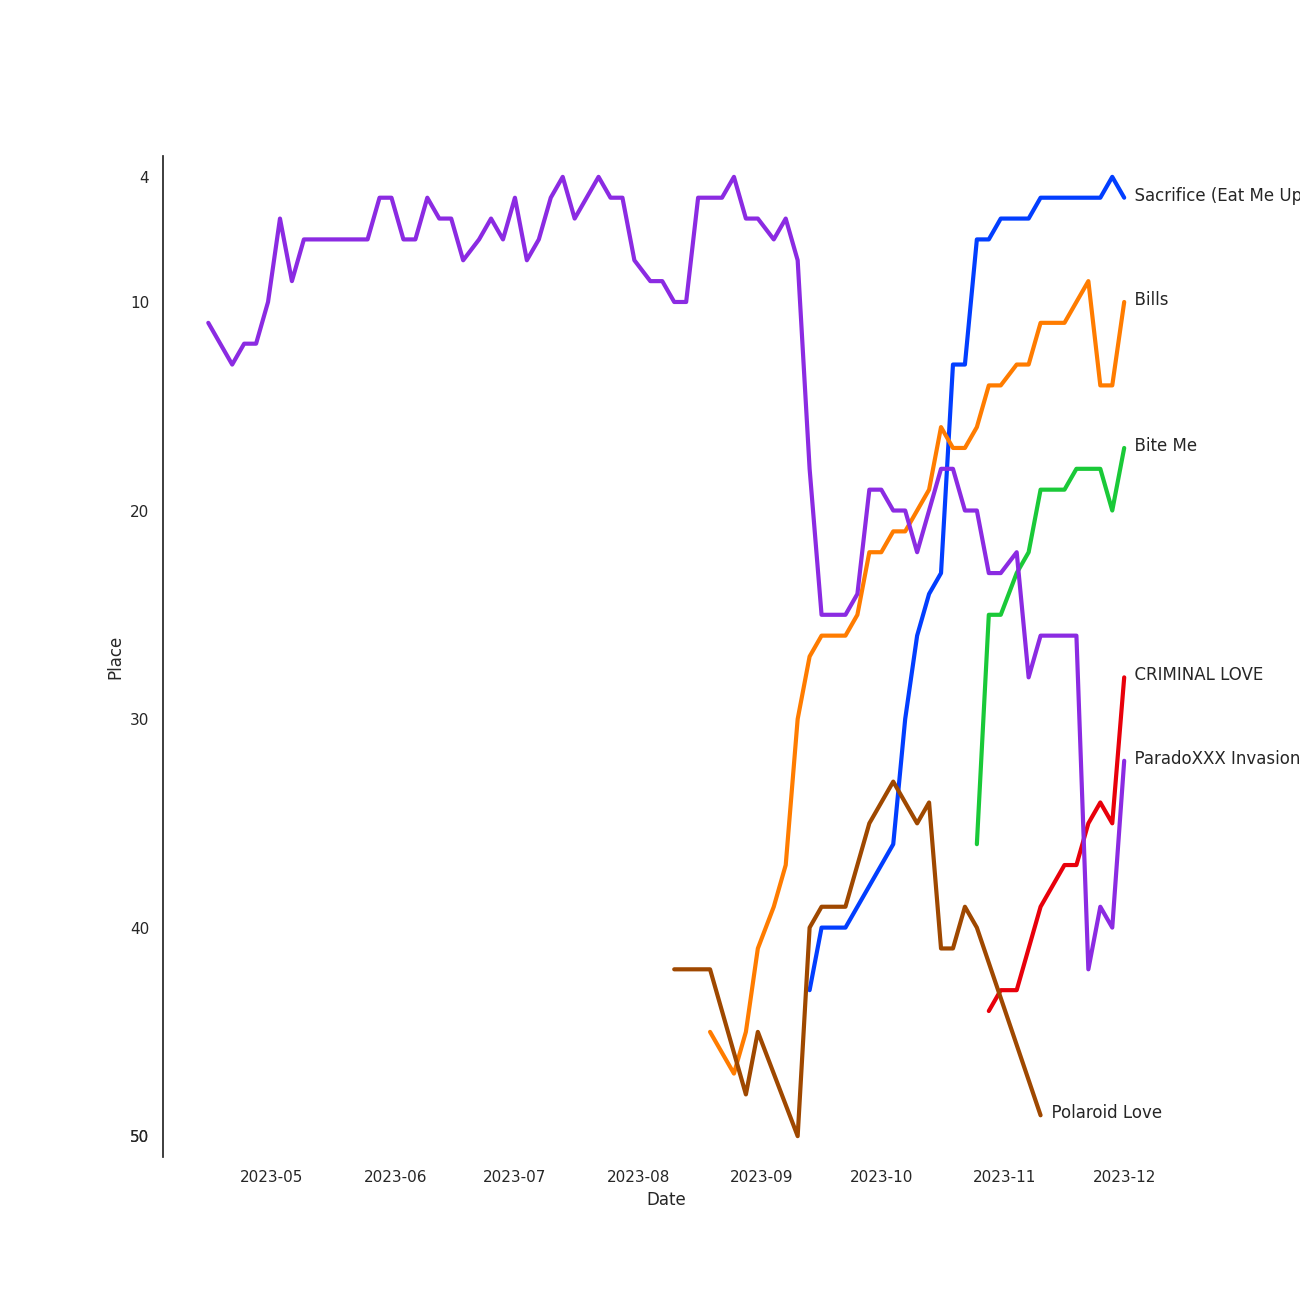 4
10
20
30
40
50
Place
2023-05
2023-06
2023-07
2023-08
2023-09
2023-10
2023-11
2023-12
Date
Sacrifice (Eat Me Up
Bills
Bite Me
CRIMINAL LOVE
ParadoXXX Invasion
Polaroid Love